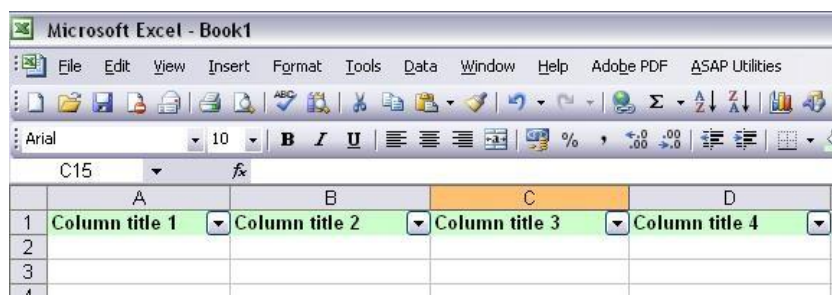 Microsoft Excel - Book1
File Edit View Insert Format Tools Data Window Help Adobe PDF ASAP Utilities
Arial 10 B I U %
C15 fx
A B C D
1 Column title 1 Column title 2 Column title 3 Column title 4
2
3